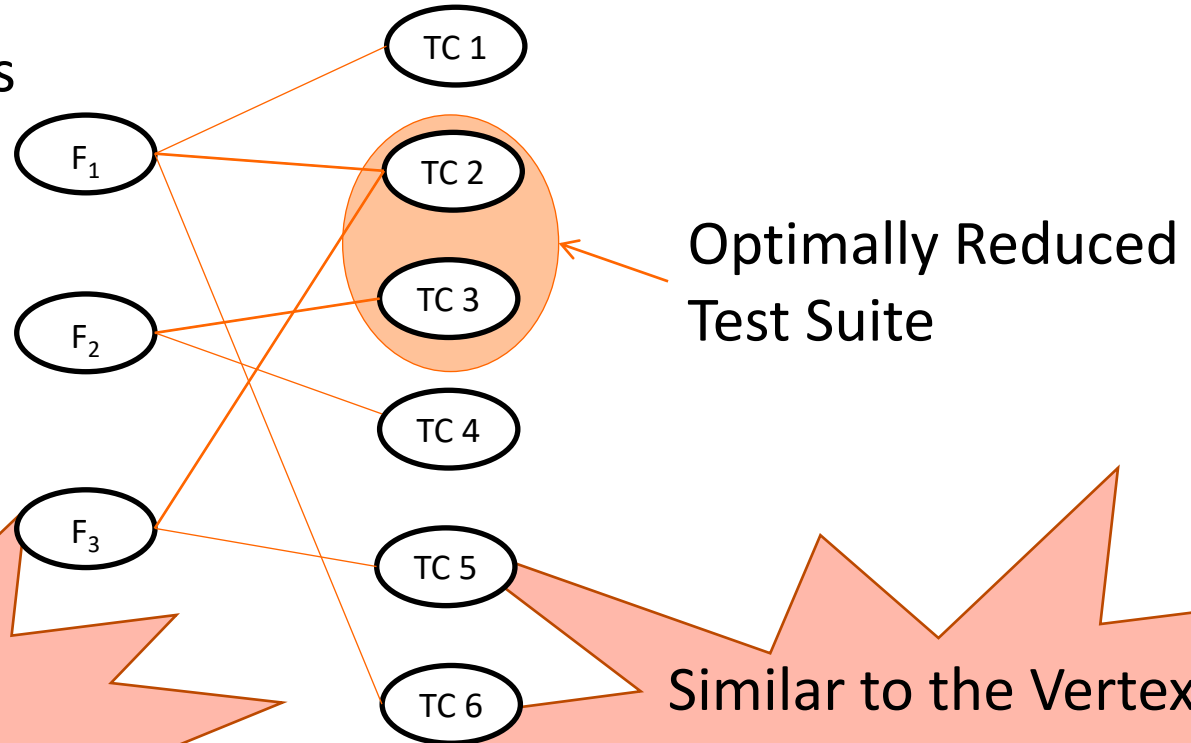 s
F1
F2
F3
TC 1
TC 2
TC 3
TC 4
TC 5
TC 6
Optimally Reduced
Test Suite
Similar to the Vertex